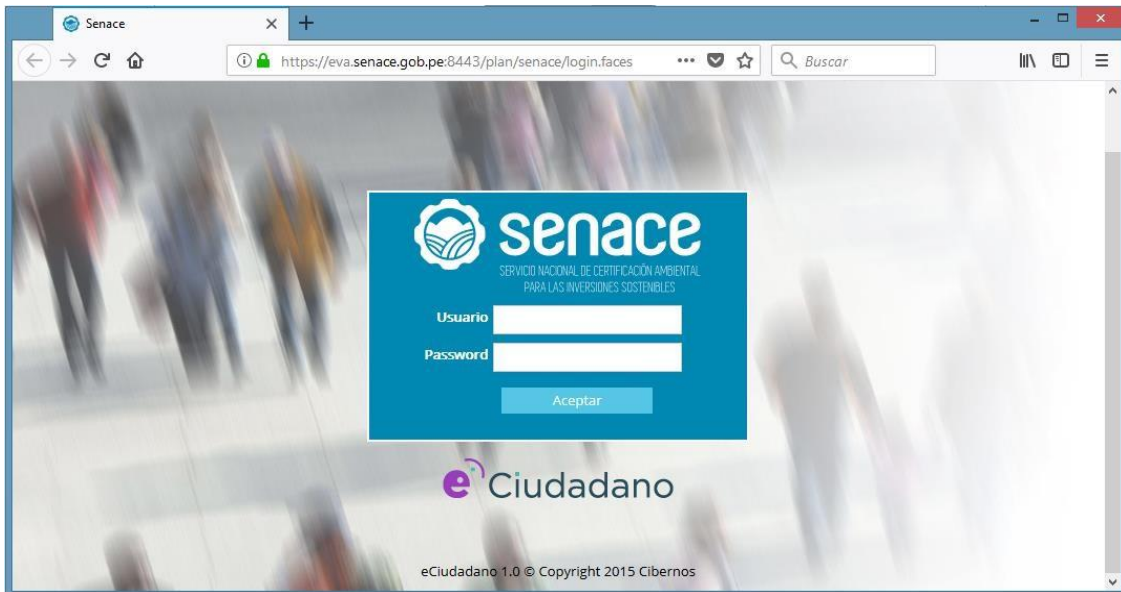 Senace
https://eva.senace.gob.pe:8443/plan/senace/login.faces
Buscar
senace
SERVICIO NACIONAL DE CERTIFICACIÓN AMBIENTAL
PARA LAS INVERSIONES SOSTENIBLES
Usuario
Password
Aceptar
e Ciudadano
eCiudadano 1.0 © Copyright 2015 Cibernos